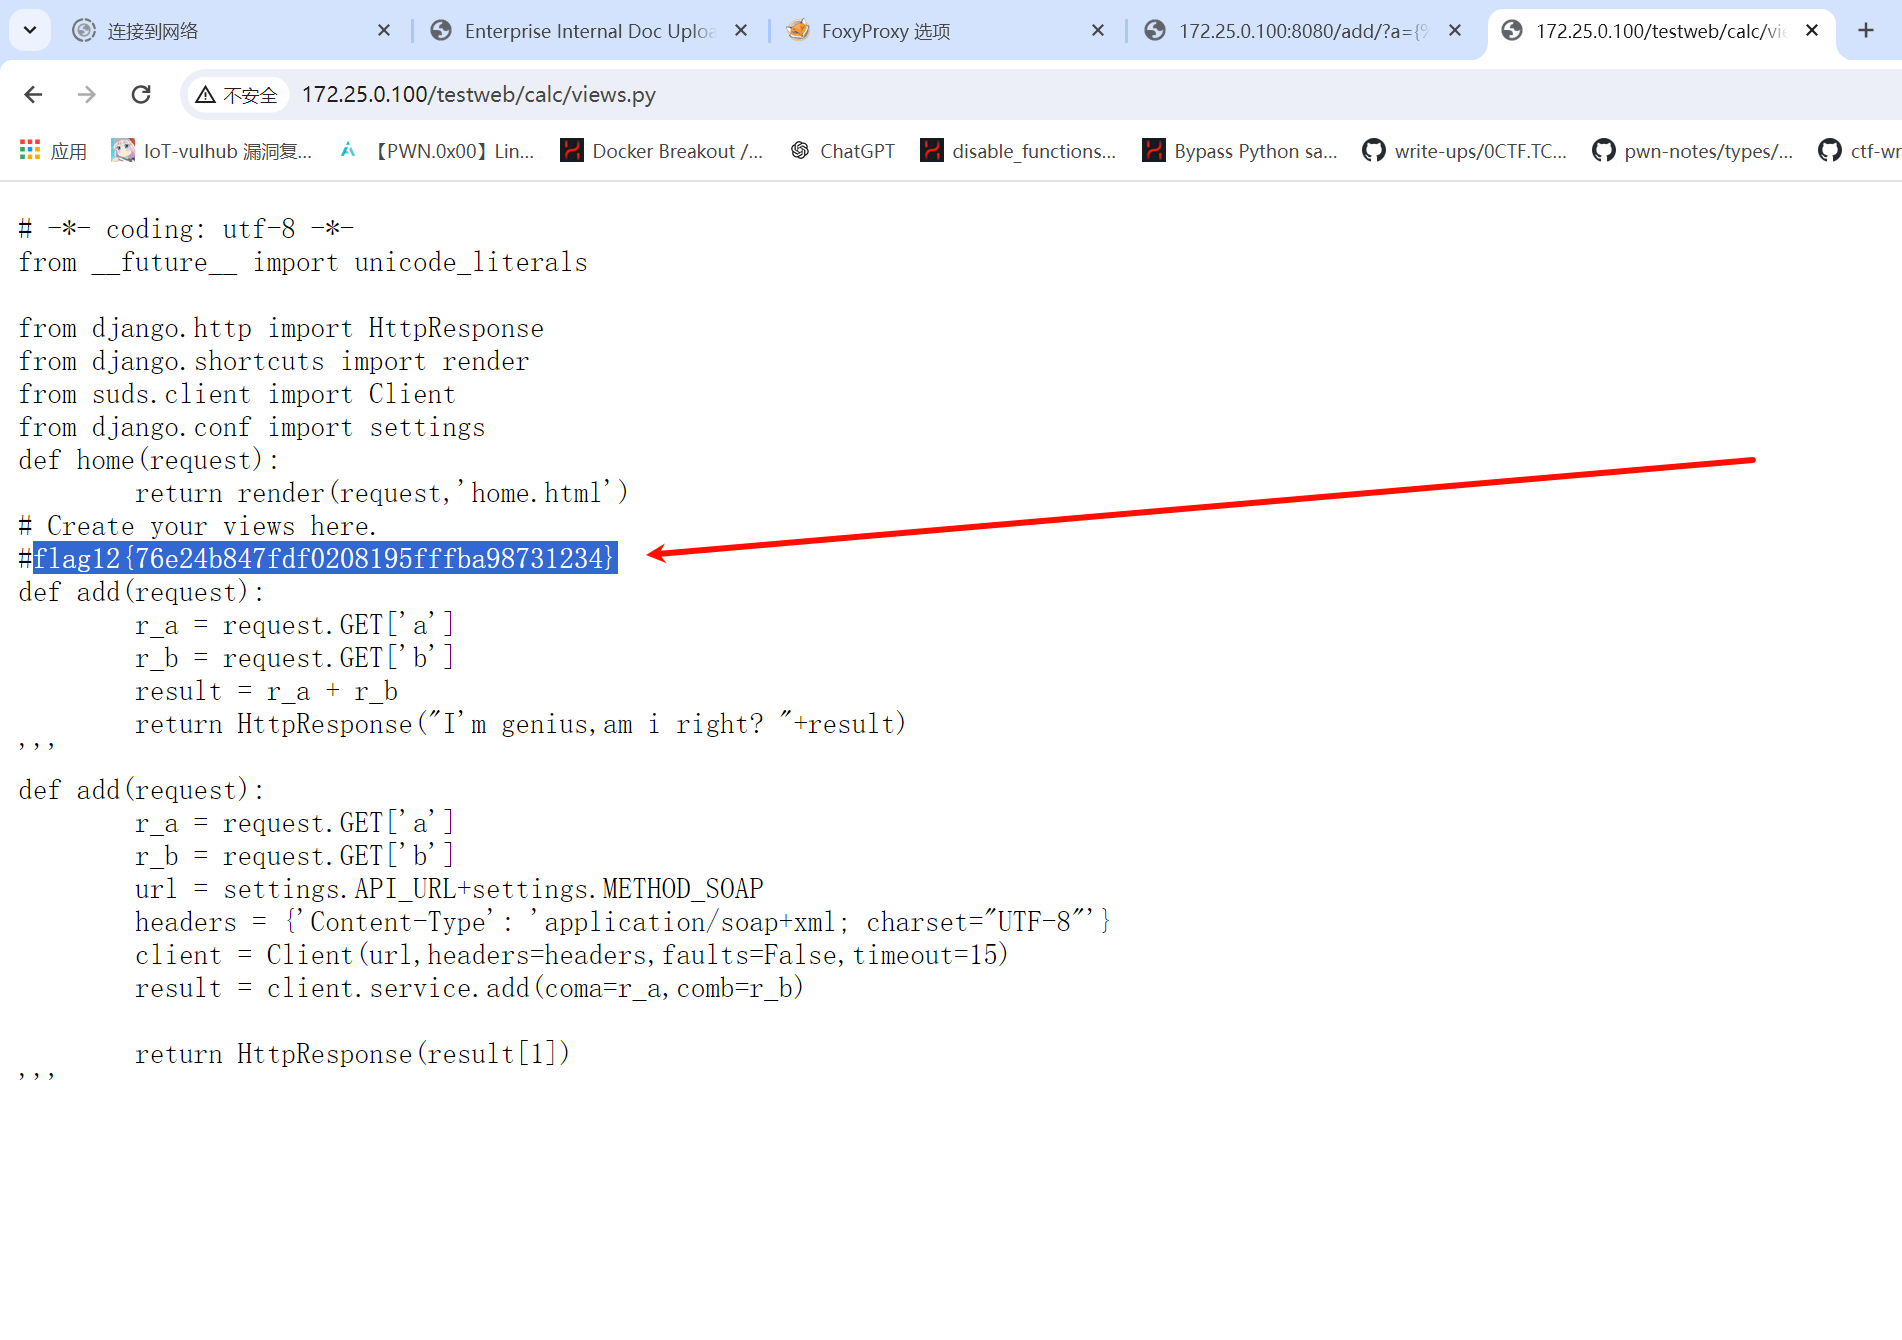 连接到网络
Enterprise Internal Doc Uploa
FoxyProxy 选项
172.25.0.100:8080/add/?a={%
172.25.0.100/testweb/calc/vie
不安全
172.25.0.100/testweb/calc/views.py
应用
IoT-vulhub 漏洞复...
【PWN.0x00】Lin...
Docker Breakout /...
ChatGPT
disable_functions...
Bypass Python sa...
write-ups/0CTF.TC...
pwn-notes/types/...
ctf-wr
# -*- coding: utf-8 -*-
from __future__ import unicode_literals
from django.http import HttpResponse
from django.shortcuts import render
from suds.client import Client
from django.conf import settings
def home(request):
return render(request,'home.html')
# Create your views here.
#flag12{76e24b847fdf0208195fffba98731234}
def add(request):
r_a = request.GET['a']
r_b = request.GET['b']
result = r_a + r_b
return HttpResponse("I'm genius,am i right? "+result)
'''
def add(request):
r_a = request.GET['a']
r_b = request.GET['b']
url = settings.API_URL+settings.METHOD_SOAP
headers = {'Content-Type': 'application/soap+xml; charset="UTF-8"'}
client = Client(url,headers=headers,faults=False,timeout=15)
result = client.service.add(coma=r_a,comb=r_b)
return HttpResponse(result[1])
'''